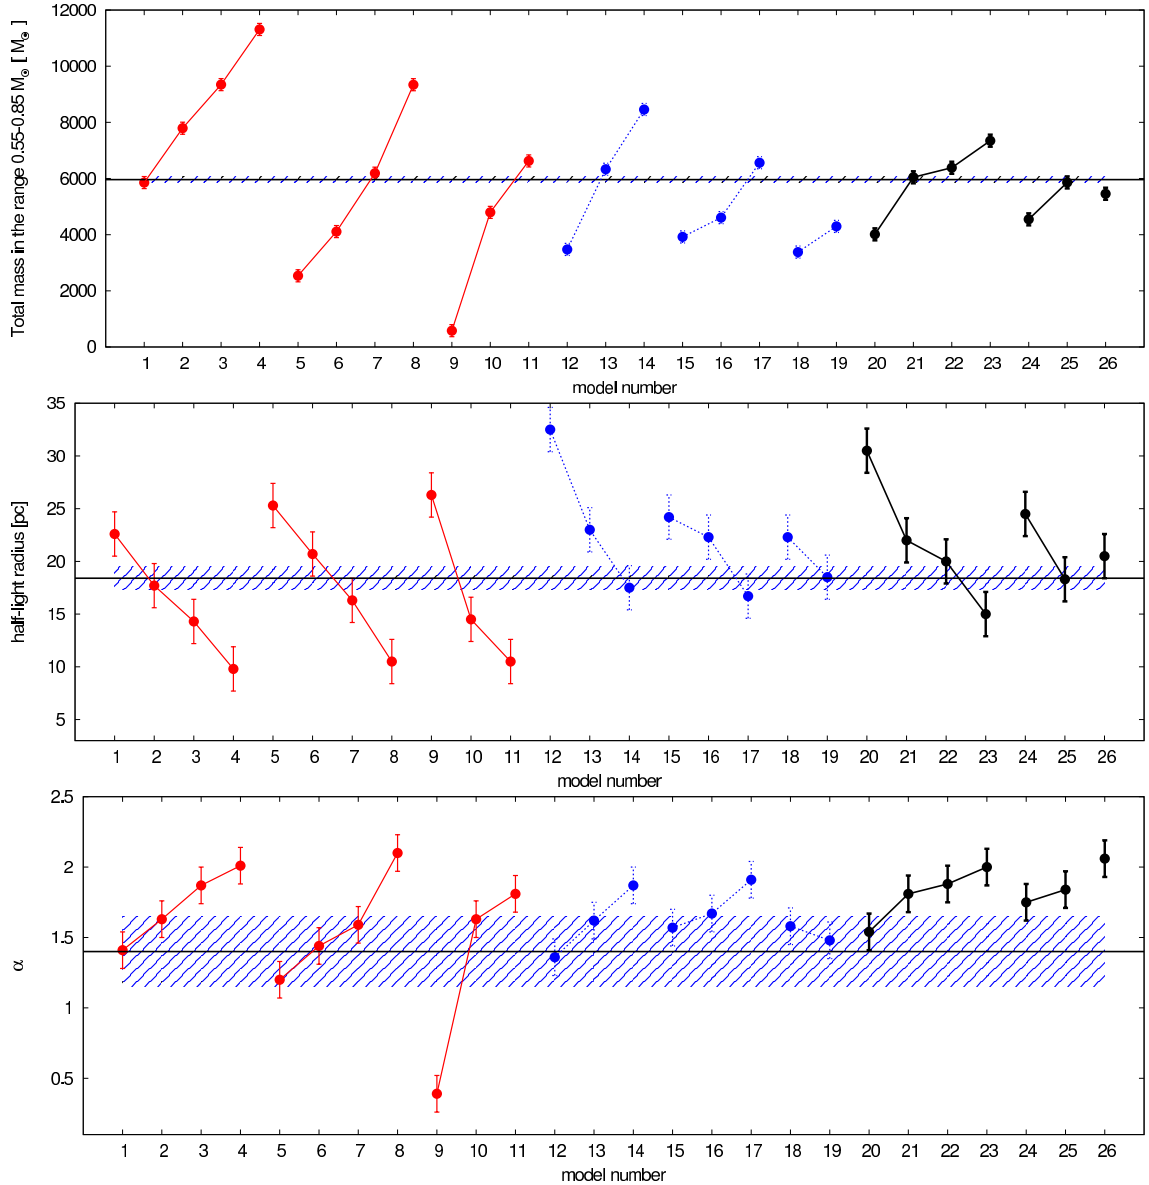 Total mass in the range 0.55-0.85 M☉ [ M☉ ]
12000
10000
8000
6000
4000
2000
0
1 2 3 4 5 6 7 8 9 10 11 12 13 14 15 16 17 18 19 20 21 22 23 24 25 26
model number
half-light radius [pc]
35
30
25
20
15
10
5
1 2 3 4 5 6 7 8 9 10 11 12 13 14 15 16 17 18 19 20 21 22 23 24 25 26
model number
α
2.5
2
1.5
1
0.5
1 2 3 4 5 6 7 8 9 10 11 12 13 14 15 16 17 18 19 20 21 22 23 24 25 26
model number